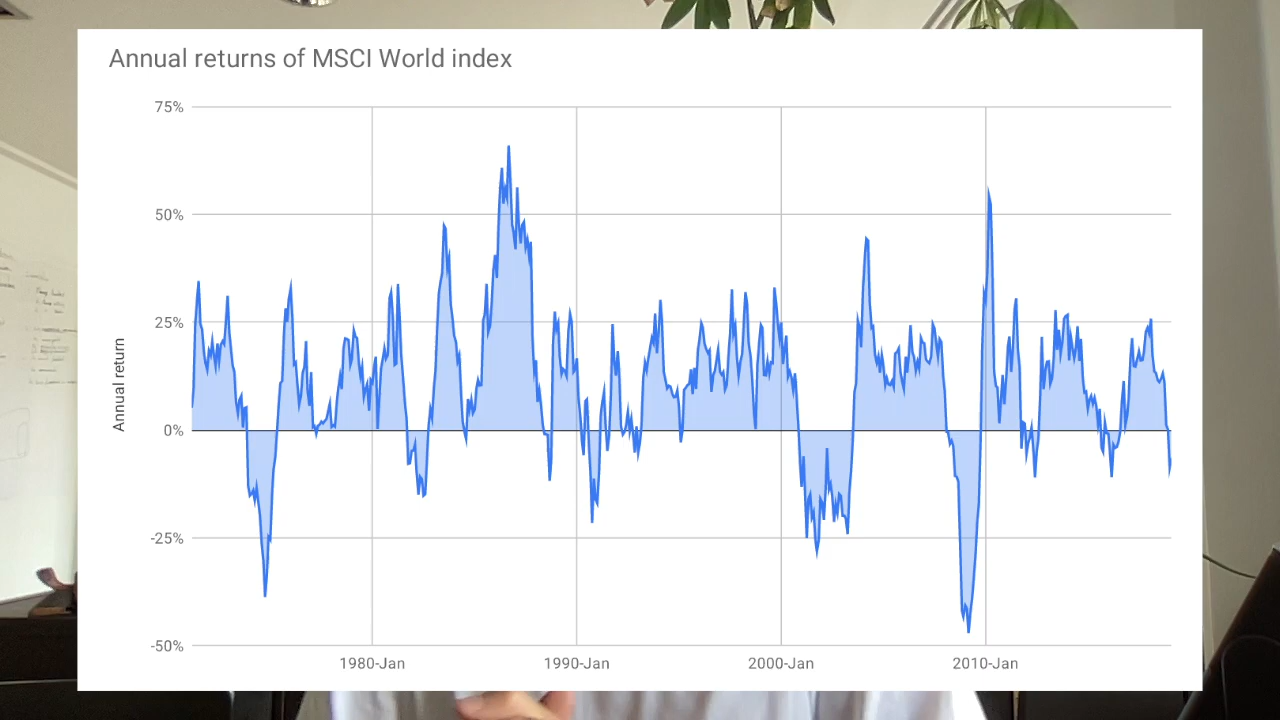 Annual returns of MSCI World index
75%
50%
25%
0%
-25%
-50%
Annual return
1980-Jan
1990-Jan
2000-Jan
2010-Jan